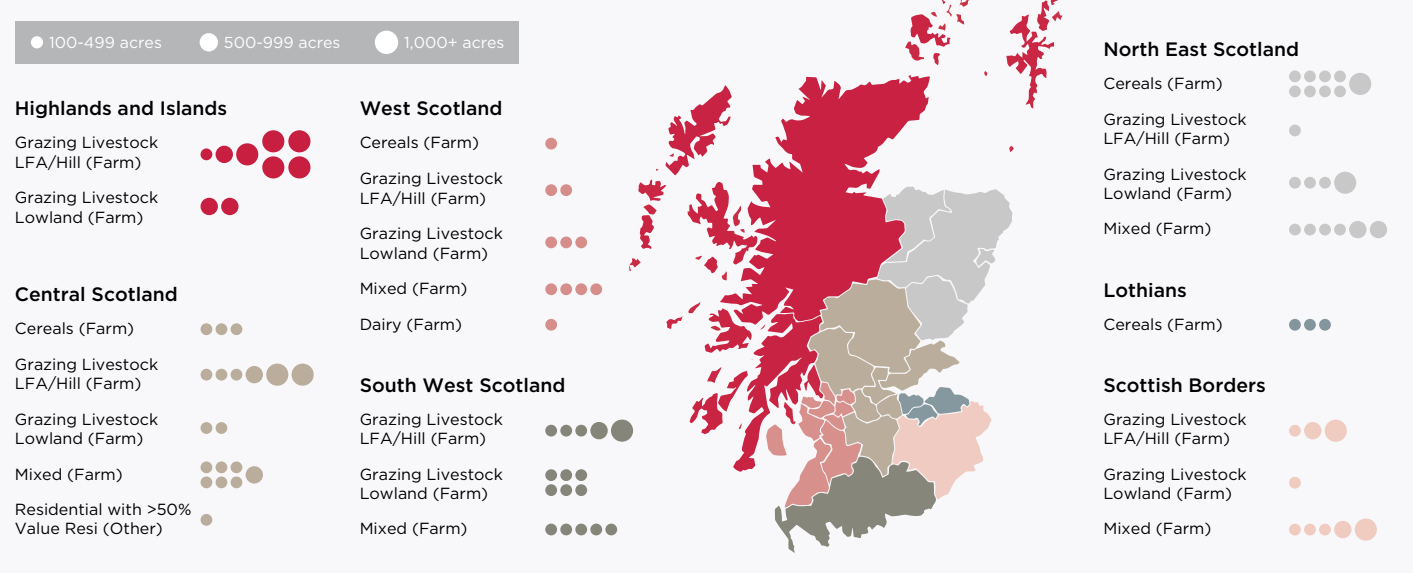 100-499 acres
500-999 acres
1,000+ acres
Highlands and Islands
Grazing Livestock
LFA/Hill (Farm)
Grazing Livestock
Lowland (Farm)
Central Scotland
Cereals (Farm)
Grazing Livestock
LFA/Hill (Farm)
Grazing Livestock
Lowland (Farm)
Mixed (Farm)
Residential with >50%
Value Resi (Other)
West Scotland
Cereals (Farm)
Grazing Livestock
LFA/Hill (Farm)
Grazing Livestock
Lowland (Farm)
Mixed (Farm)
Dairy (Farm)
South West Scotland
Grazing Livestock
LFA/Hill (Farm)
Grazing Livestock
Lowland (Farm)
Mixed (Farm)
North East Scotland
Cereals (Farm)
Grazing Livestock
LFA/Hill (Farm)
Grazing Livestock
Lowland (Farm)
Mixed (Farm)
Lothians
Cereals (Farm)
Scottish Borders
Grazing Livestock
LFA/Hill (Farm)
Grazing Livestock
Lowland (Farm)
Mixed (Farm)